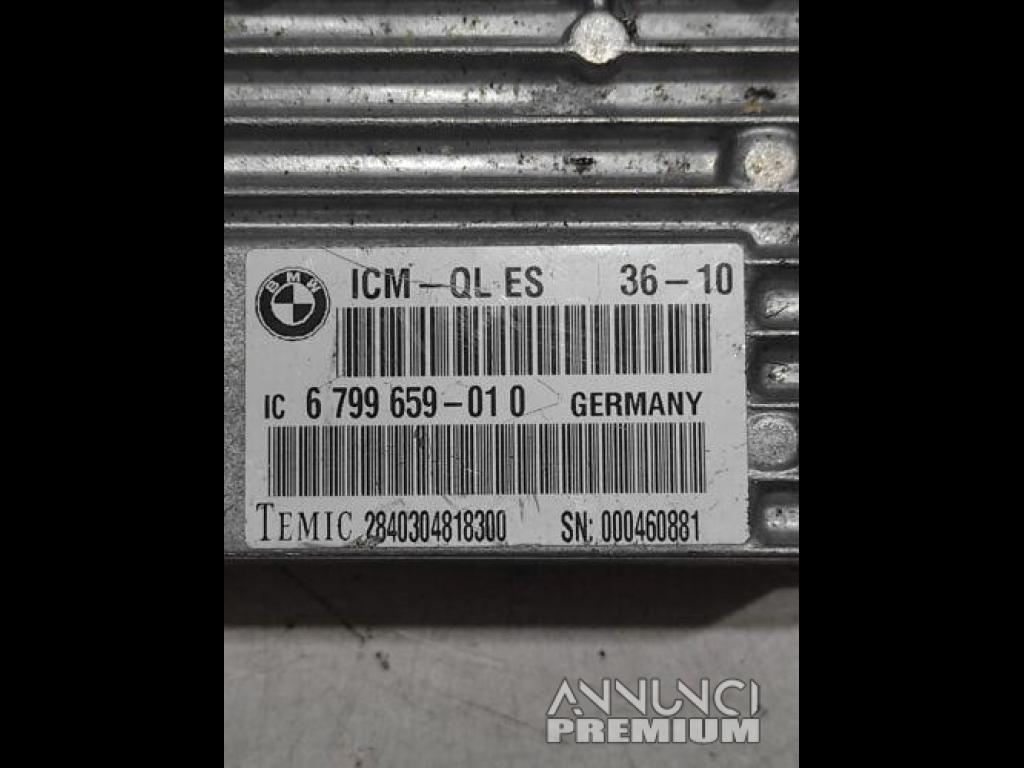 BMW
ICM-QL ES 36-10
IC 6 799 659-01 0 GERMANY
TEMIC 2840304818300 SN: 000460881
ANNUNCI
PREMIUM